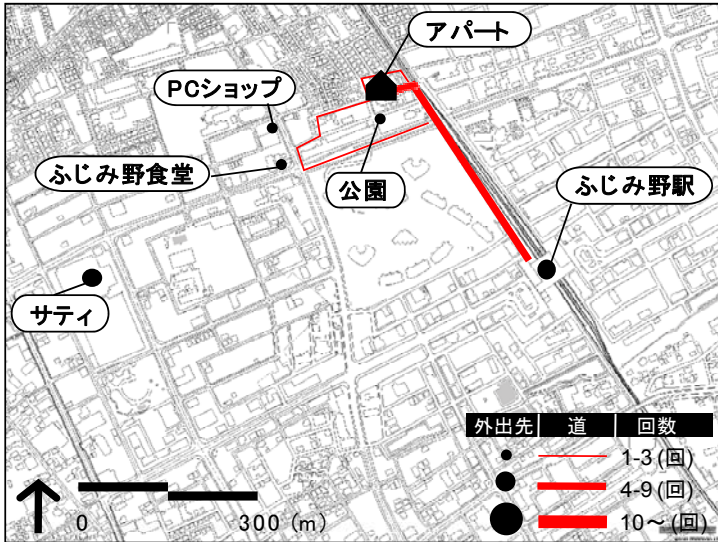 アパート
PCショップ
ふじみ野食堂
公園
ふじみ野駅
サティ
外出先 道 回数
1-3 (回)
4-9 (回)
10～ (回)
0 300 (m)